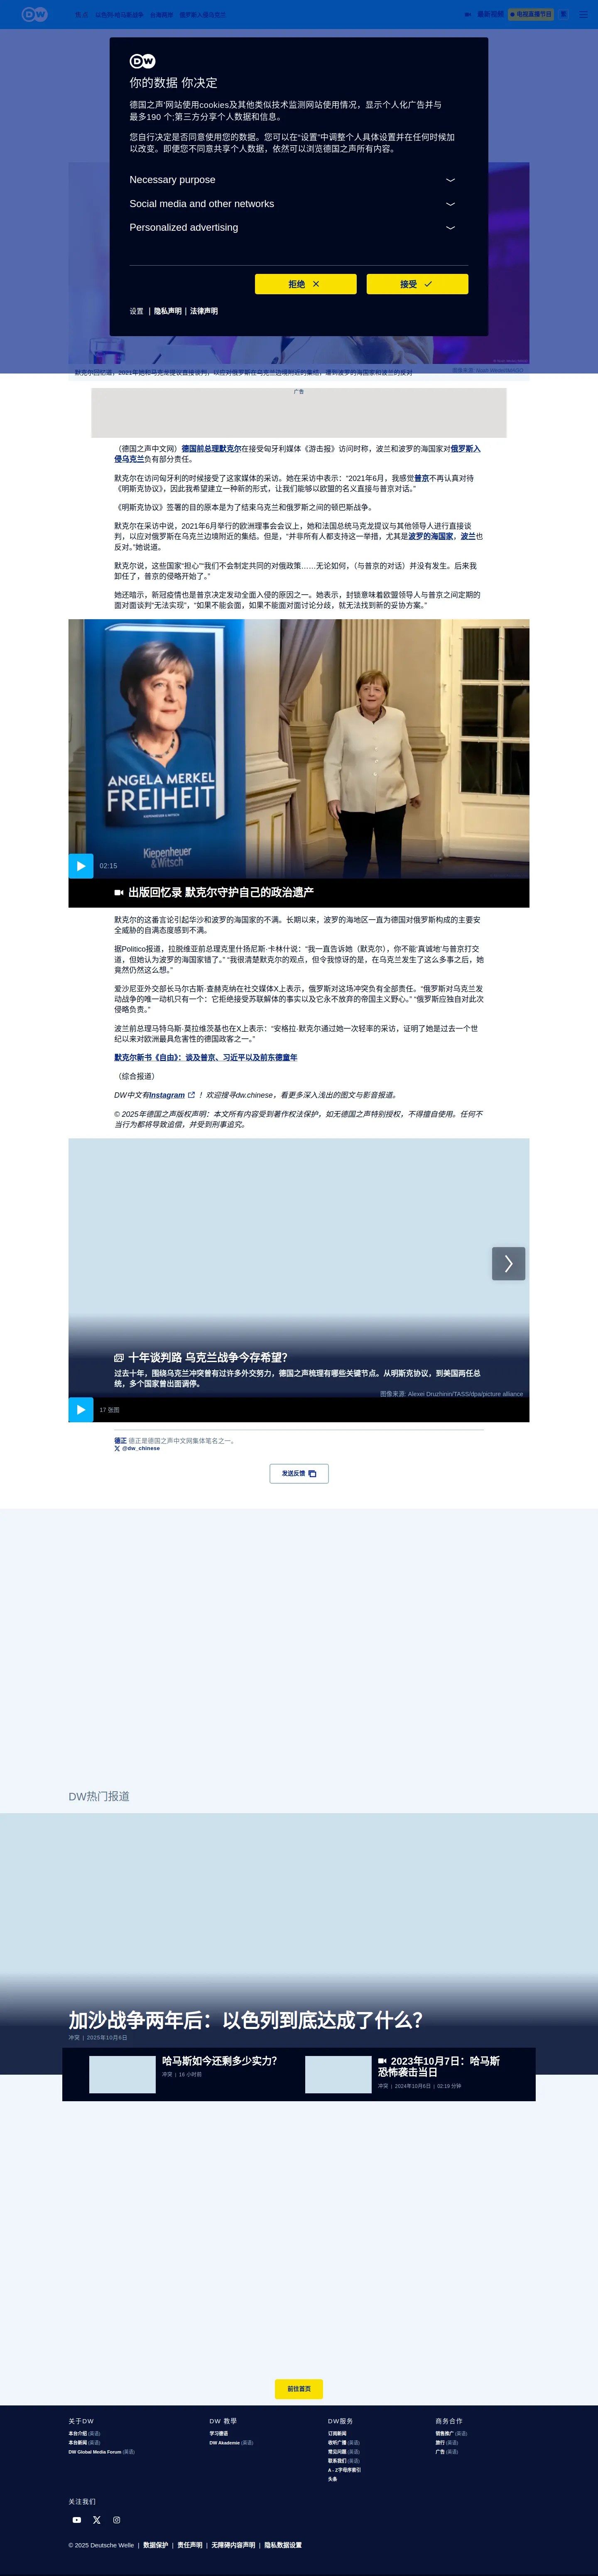 DW
焦点 以色列-哈马斯战争 台海局势 俄罗斯入侵乌克兰
最新视频
电视直播节目
DW
你的数据 你决定
德国之声'网站使用cookies及其他类似技术监测网站使用情况，显示个人化广告并与
最多190 个;第三方分享个人数据和信息。
您自行决定是否同意使用您的数据。您可以在“设置”中调整个人具体设置并在任何时候加
以改变。即便您不同意共享个人数据，依然可以浏览德国之声所有内容。
Necessary purpose
Social media and other networks
Personalized advertising
拒绝
接受
设置 | 隐私声明 | 法律声明
默克尔回忆道，2021年她和马克龙提议直接谈判，以应对俄罗斯在乌克兰边境附近的集结，遭到波罗的海国家和波兰的反对
广告
（德国之声中文网）德国前总理默克尔在接受匈牙利媒体《游击报》访问时称，波兰和波罗的海国家对俄罗斯入
侵乌克兰负有部分责任。
默克尔在访问匈牙利的时候接受了这家媒体的采访。她在采访中表示：“2021年6月，我感觉普京不再认真对待
《明斯克协议》，因此我希望建立一种新的形式，让我们能够以欧盟的名义直接与普京对话。”
《明斯克协议》签署的目的原本是为了结束乌克兰和俄罗斯之间的顿巴斯战争。
默克尔在采访中说，2021年6月举行的欧洲理事会会议上，她和法国总统马克龙提议与其他领导人进行直接谈
判，以应对俄罗斯在乌克兰边境附近的集结。但是，“并非所有人都支持这一举措，尤其是波罗的海国家，波兰也
反对。”她说道。
默克尔说，这些国家“担心”“我们不会制定共同的对俄政策……无论如何，（与普京的对话）并没有发生。后来我
卸任了，普京的侵略开始了。”
她还暗示，新冠疫情也是普京决定发动全面入侵的原因之一。她表示，封锁意味着欧盟领导人与普京之间定期的
面对面谈判“无法实现”，“如果不能会面，如果不能面对面讨论分歧，就无法找到新的妥协方案。”
ANGELA MERKEL
FREIHEIT
Kiepenheuer
&Witsch
02:15
出版回忆录 默克尔守护自己的政治遗产
默克尔的这番言论引起华沙和波罗的海国家的不满。长期以来，波罗的海地区一直为德国对俄罗斯构成的主要安
全威胁的自满态度感到不满。
据Politico报道，拉脱维亚前总理克里什扬尼斯·卡林什说：“我一直告诉她（默克尔），你不能‘真诚地’与普京打交
道，但她认为波罗的海国家错了。” “我很清楚默克尔的观点，但令我惊讶的是，在乌克兰发生了这么多事之后，她
竟然仍然这么想。”
爱沙尼亚外交部长马尔古斯·查赫克纳在社交媒体X上表示，俄罗斯对这场冲突负有全部责任。“俄罗斯对乌克兰发
动战争的唯一动机只有一个：它拒绝接受苏联解体的事实以及它永不放弃的帝国主义野心。” “俄罗斯应独自对此次
侵略负责。”
波兰前总理马特乌斯·莫拉维茨基也在X上表示：“安格拉·默克尔通过她一次轻率的采访，证明了她是过去一个世
纪以来对欧洲最具危害性的德国政客之一。”
默克尔新书《自由》：谈及普京、习近平以及前东德童年
（综合报道）
DW中文有Instagram ！欢迎搜寻dw.chinese，看更多深入浅出的图文与影音报道。
© 2025年德国之声版权声明：本文所有内容受到著作权法保护，如无德国之声特别授权，不得擅自使用。任何不
当行为都将导致追偿，并受到刑事追究。
十年谈判路 乌克兰战争今存希望？
过去十年，围绕乌克兰冲突曾有过许多外交努力，德国之声梳理有哪些关键节点。从明斯克协议，到美国两任总
统，多个国家曾出面调停。
图像来源: Alexei Druzhinin/TASS/dpa/picture alliance
17 张图
德正 德正是德国之声中文网集体笔名之一。
@dw_chinese
发送反馈
DW热门报道
加沙战争两年后：以色列到底达成了什么？
冲突 | 2025年10月6日
哈马斯如今还剩多少实力？
冲突 | 16 小时前
2023年10月7日：哈马斯
恐怖袭击当日
冲突 | 2024年10月6日 | 02:19 分钟
前往首页
关于DW
本台介绍 (英语)
本台新闻 (英语)
DW Global Media Forum (英语)
DW 教學
学习德语
DW Akademie (英语)
DW服务
订阅新闻
收听广播 (英语)
常见问题 (英语)
联系我们 (英语)
A - Z字母序索引
头条
商务合作
销售推广 (英语)
旅行 (英语)
广告 (英语)
关注我们
© 2025 Deutsche Welle | 数据保护 | 责任声明 | 无障碍内容声明 | 隐私数据设置